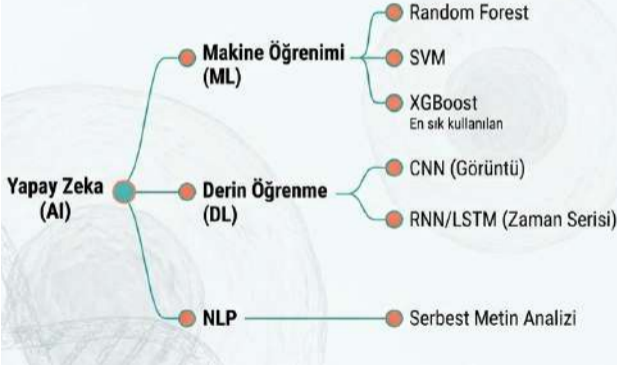 Yapay Zeka
(AI)
Makine Öğrenimi
(ML)
Random Forest
SVM
XGBoost
En sık kullanılan
Derin Öğrenme
(DL)
CNN (Görüntü)
RNN/LSTM (Zaman Serisi)
NLP
Serbest Metin Analizi